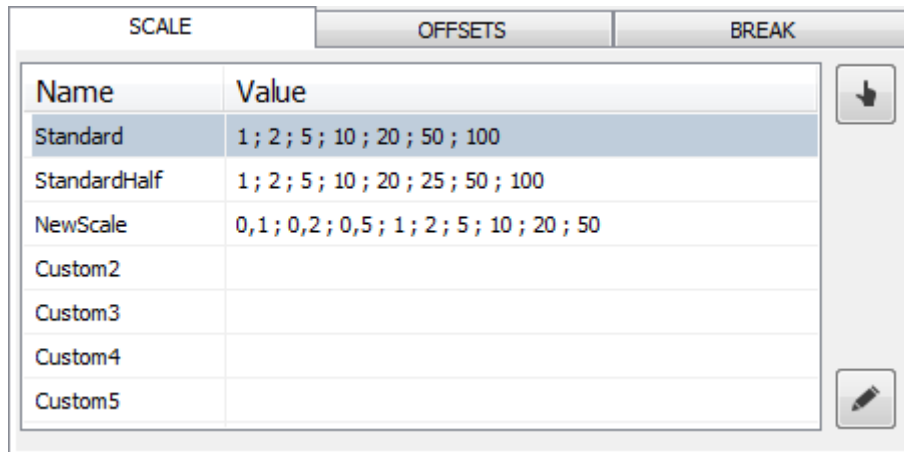 SCALE OFFSETS BREAK
Name Value
Standard 1 ; 2 ; 5 ; 10 ; 20 ; 50 ; 100
StandardHalf 1 ; 2 ; 5 ; 10 ; 20 ; 25 ; 50 ; 100
NewScale 0,1 ; 0,2 ; 0,5 ; 1 ; 2 ; 5 ; 10 ; 20 ; 50
Custom2
Custom3
Custom4
Custom5